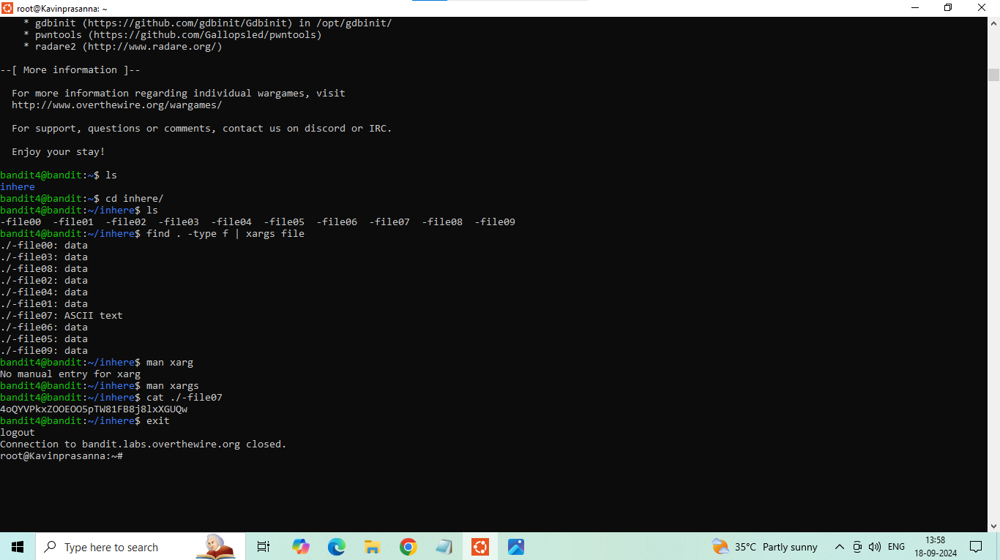 root@Kavinprasanna: ~
* gdbinit (https://github.com/gdbinit/Gdbinit) in /opt/gdbinit/
* pwntools (https://github.com/Gallopsled/pwntools)
* radare2 (http://www.radare.org/)
--[ More information ]--
For more information regarding individual wargames, visit
http://www.overthewire.org/wargames/
For support, questions or comments, contact us on discord or IRC.
Enjoy your stay!
bandit4@bandit:~$ ls
inhere
bandit4@bandit:~$ cd inhere/
bandit4@bandit:~/inhere$ ls
-file00  -file01  -file02  -file03  -file04  -file05  -file06  -file07  -file08  -file09
bandit4@bandit:~/inhere$ find . -type f | xargs file
./-file00: data
./-file03: data
./-file08: data
./-file02: data
./-file04: data
./-file01: data
./-file07: ASCII text
./-file06: data
./-file05: data
./-file09: data
bandit4@bandit:~/inhere$ man xarg
No manual entry for xarg
bandit4@bandit:~/inhere$ man xargs
bandit4@bandit:~/inhere$ cat ./-file07
4oQYVPkxZOOEOO5pTW81FB8j8lxXGUQw
bandit4@bandit:~/inhere$ exit
logout
Connection to bandit.labs.overthewire.org closed.
root@Kavinprasanna:~#
Type here to search
35°C Partly sunny
ENG
13:58
18-09-2024